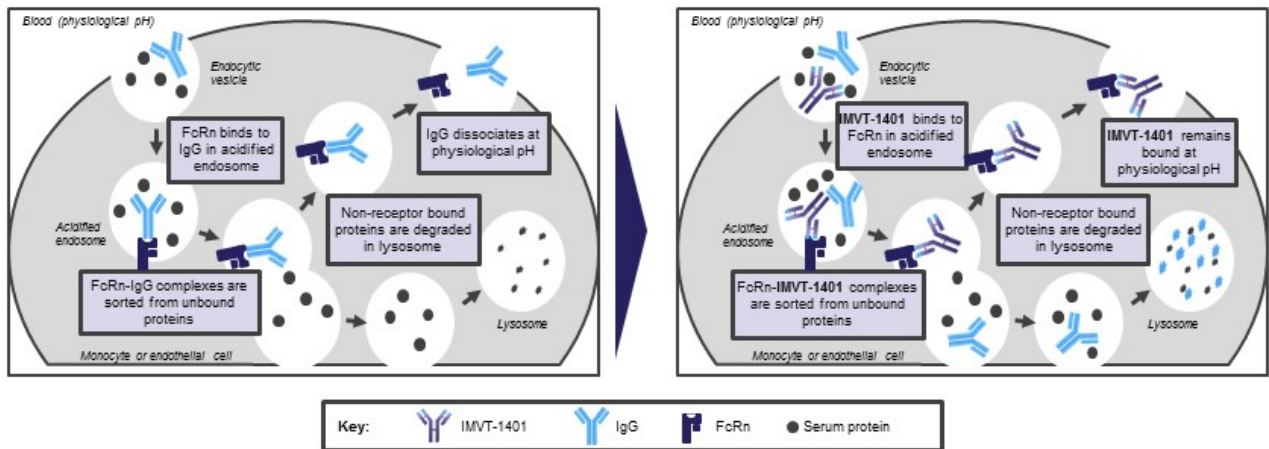 Blood (physiological pH)
Endocytic
vesicle
FcRn binds to
IgG in acidified
endosome
IgG dissociates at
physiological pH
Acidified
endosome
Non-receptor bound
proteins are degraded
in lysosome
FcRn-IgG complexes are
sorted from unbound
proteins
Lysosome
Monocyte or endothelial cell
Blood (physiological pH)
Endocytic
vesicle
IMVT-1401 binds to
FcRn in acidified
endosome
IMVT-1401 remains
bound at
physiological pH
Acidified
endosome
Non-receptor bound
proteins are degraded
in lysosome
FcRn-IMVT-1401 complexes
are sorted from unbound
proteins
Lysosome
Monocyte or endothelial cell
Key: IMVT-1401 IgG FcRn Serum protein